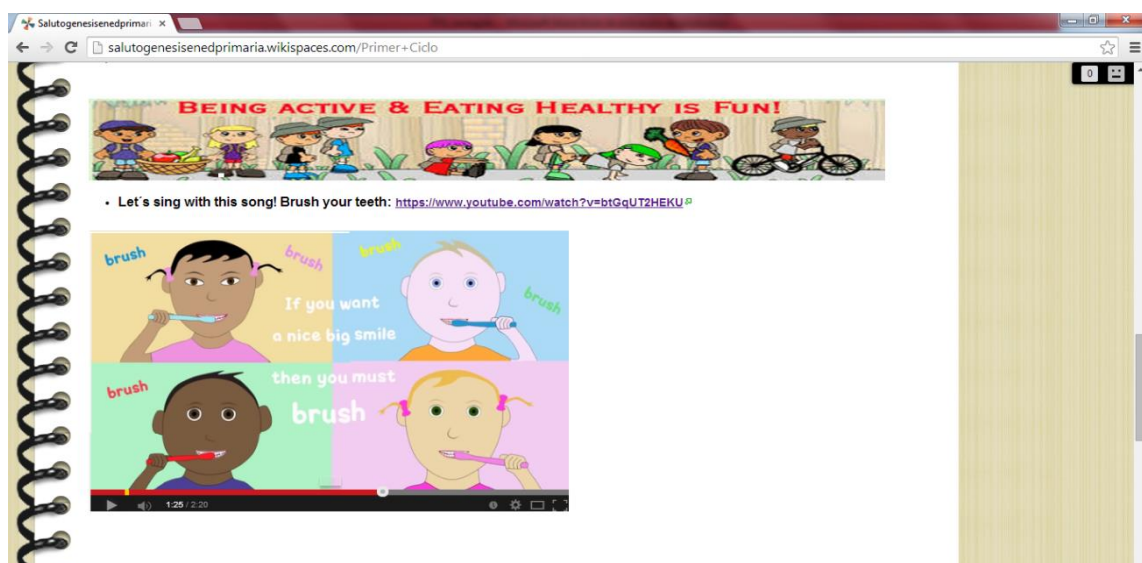 Salutogenesisenedprimari
salutogenesisenedprimaria.wikispaces.com/Primer+Ciclo
0
BEING ACTIVE & EATING HEALTHY IS FUN!
• Let´s sing with this song! Brush your teeth: https://www.youtube.com/watch?v=btGqUT2HEKU
brush brush brush
brush
If you want
a nice big smile
then you must
brush
brush
1:25 / 2:20